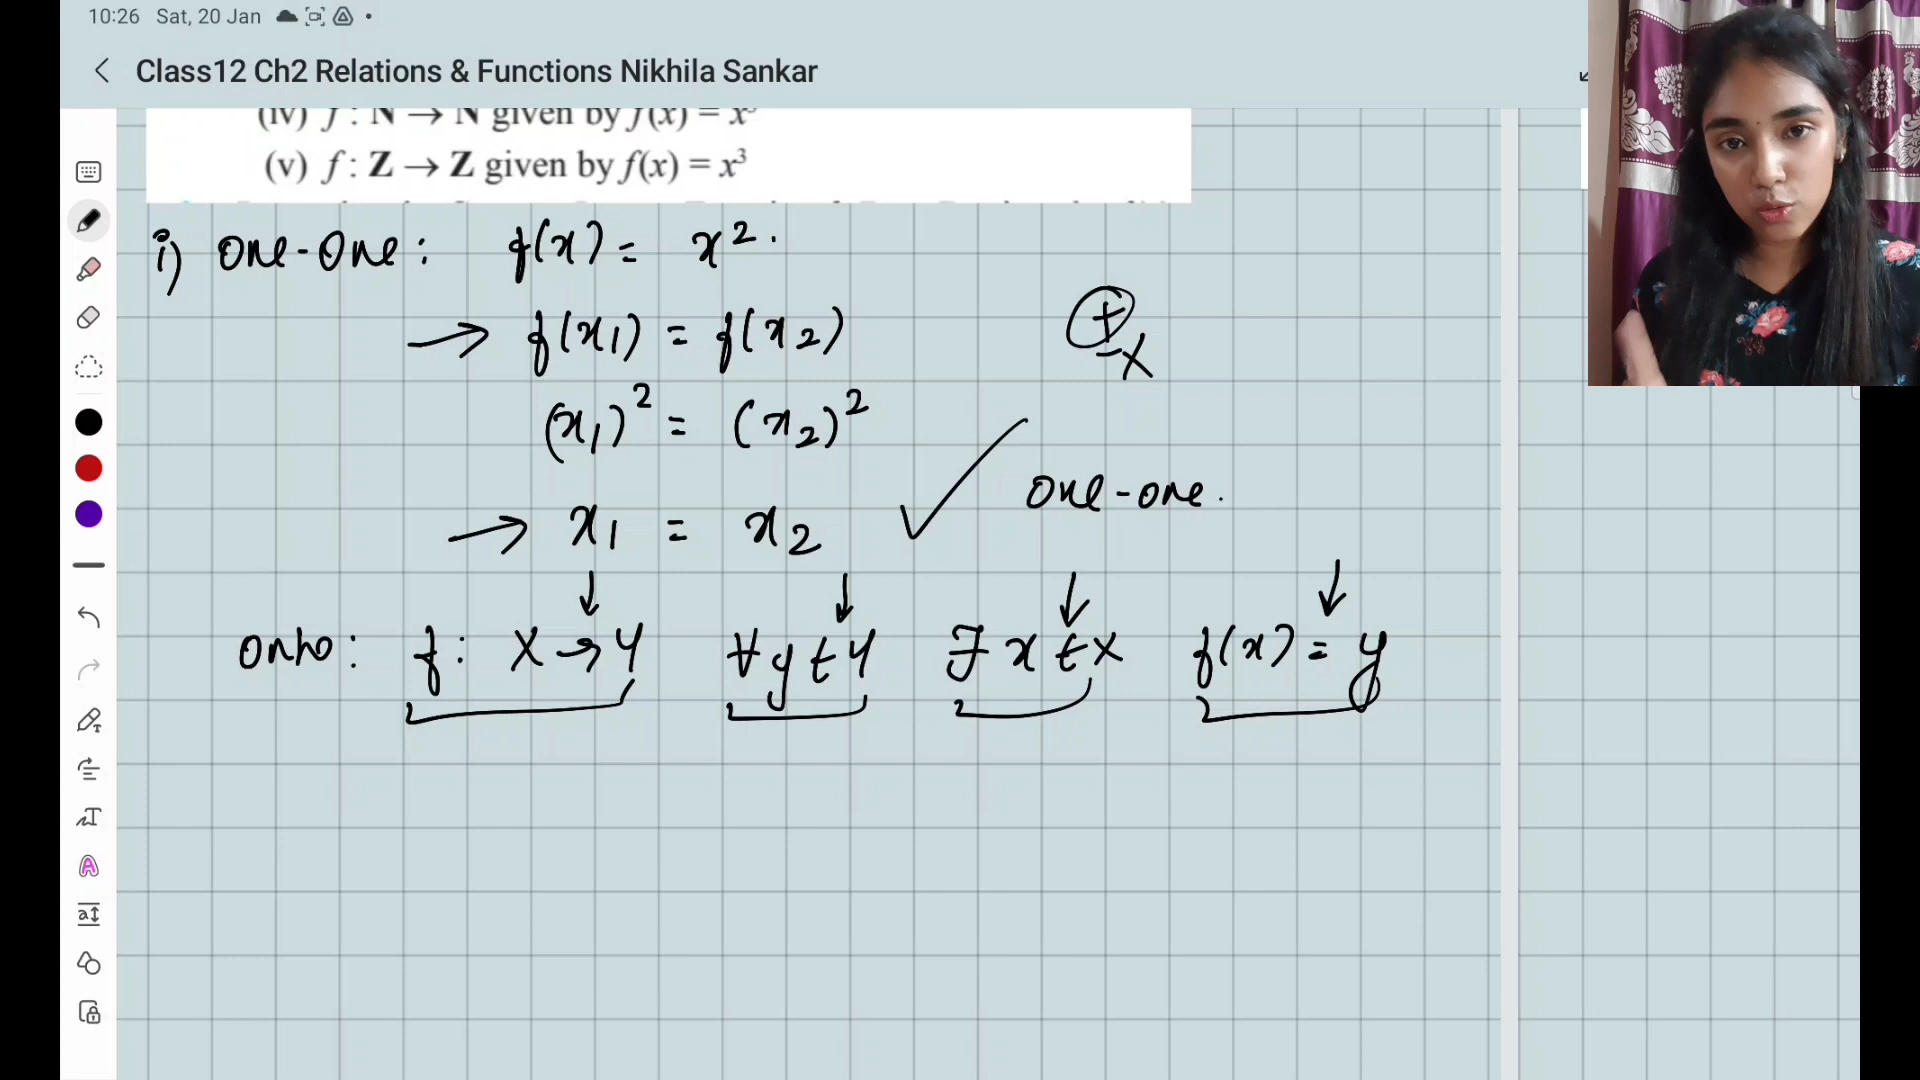 10:26 Sat, 20 Jan
Class12 Ch2 Relations & Functions Nikhila Sankar
(iv) f : N → N given by f(x) = x³
(v) f : Z → Z given by f(x) = x³
i) one-one: f(x) = x².
→ f(x₁) = f(x₂)
+
- X
(x₁)² = (x₂)²
one-one.
→ x₁ = x₂ ✓
onto: f: X → Y ∀ y ∈ Y ∃ x ∈ X f(x) = y